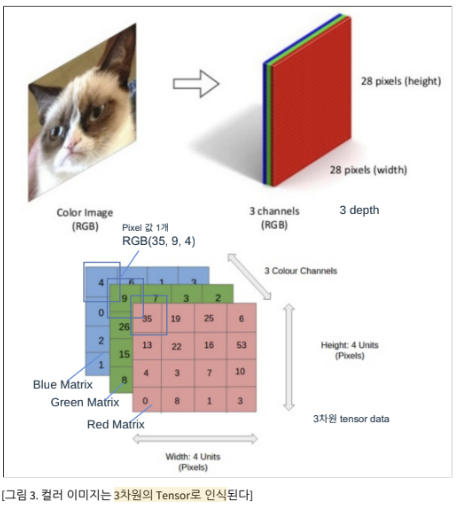 28 pixels (height)
28 pixels (width)
Color Image
(RGB)
3 channels
(RGB)
3 depth
Pixel 값 1개
RGB(35, 9, 4)
3 Colour Channels
4 6 1 3
9 7 3 2
0
35 19 25 6
26
2
13 22 16 53
15
1
4 3 7 10
8
0 8 1 3
Height: 4 Units
(Pixels)
Blue Matrix
Green Matrix
Red Matrix
3차원 tensor data
Width: 4 Units
(Pixels)
[그림 3. 컬러 이미지는 3차원의 Tensor로 인식된다]